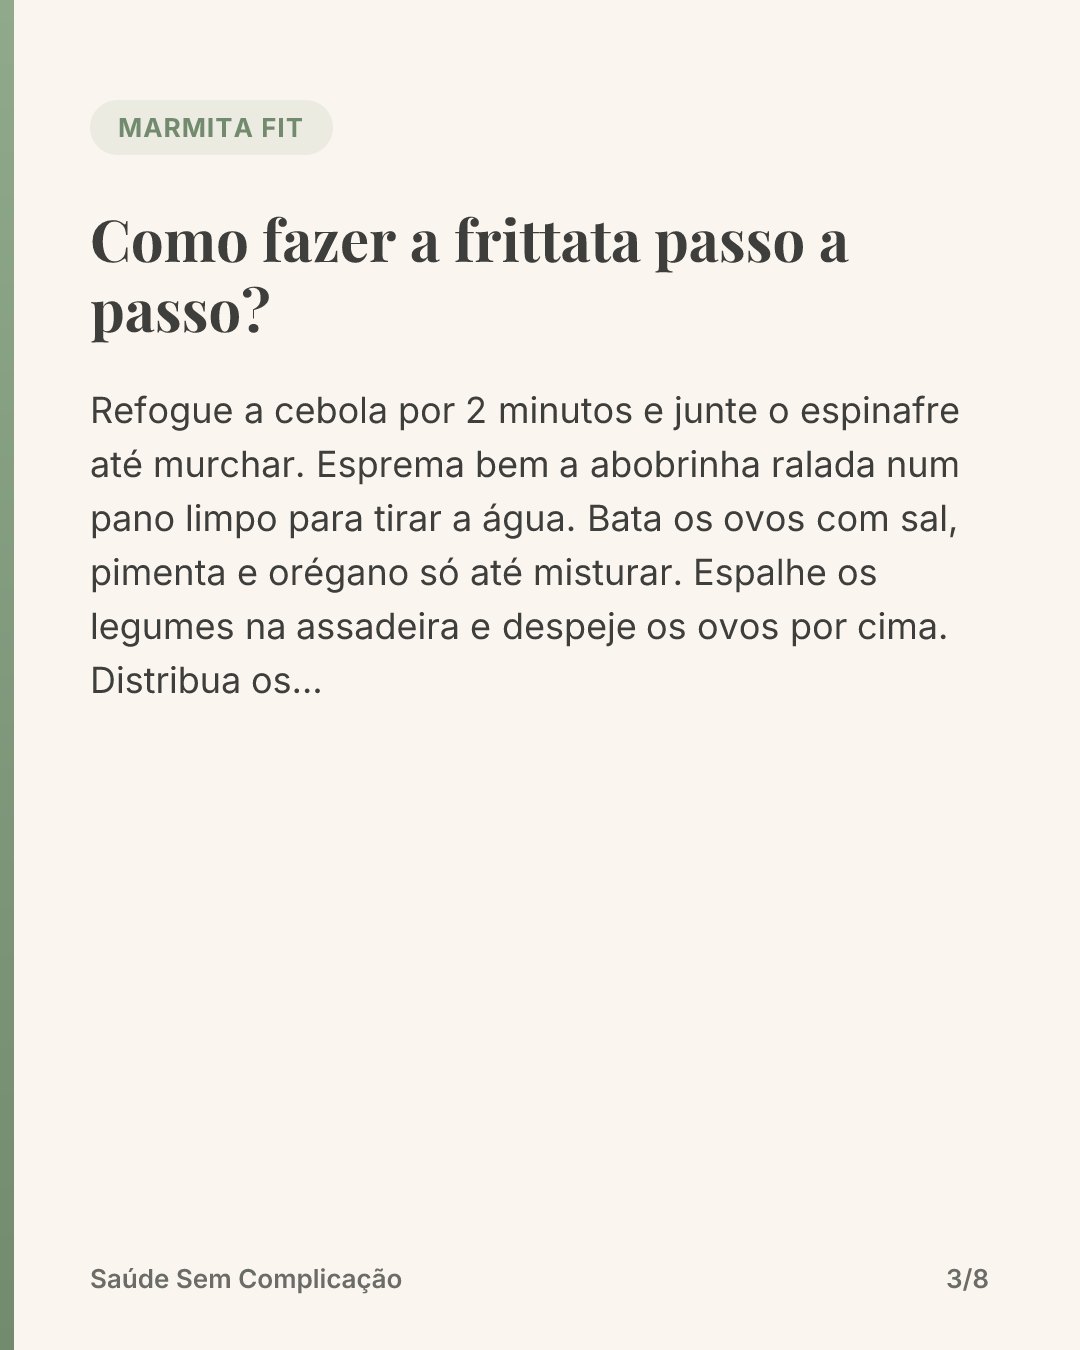 MARMITA FIT
Como fazer a frittata passo a
passo?
Refogue a cebola por 2 minutos e junte o espinafre
até murchar. Esprema bem a abobrinha ralada num
pano limpo para tirar a água. Bata os ovos com sal,
pimenta e orégano só até misturar. Espalhe os
legumes na assadeira e despeje os ovos por cima.
Distribua os...
Saúde Sem Complicação
3/8